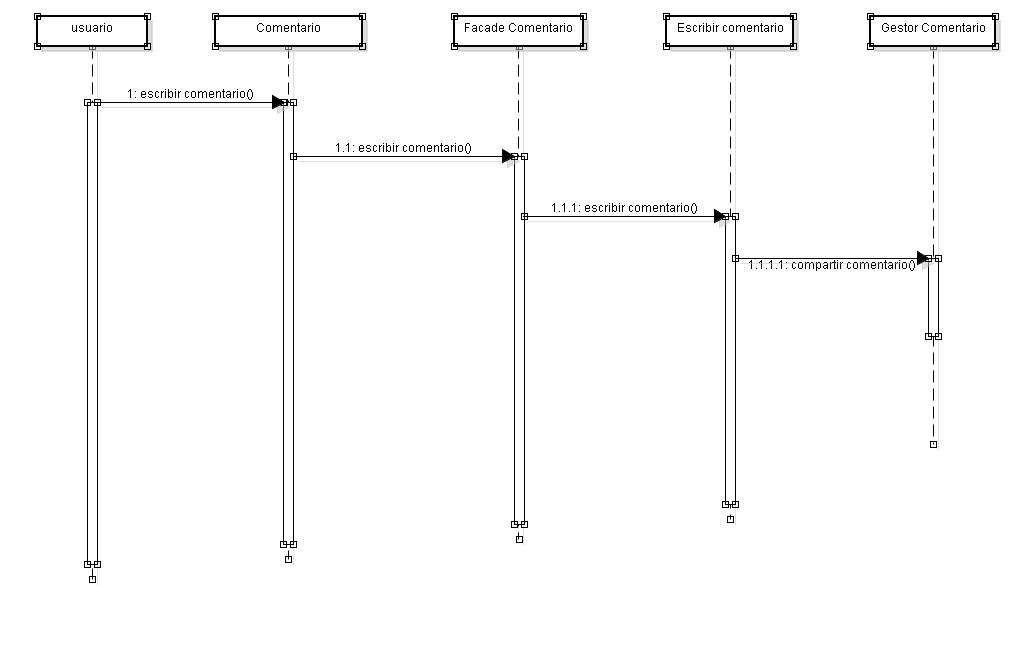 usuario
Comentario
Facade Comentario
Escribir comentario
Gestor Comentario
1: escribir comentario()
1.1: escribir comentario()
1.1.1: escribir comentario()
1.1.1.1: compartir comentario()